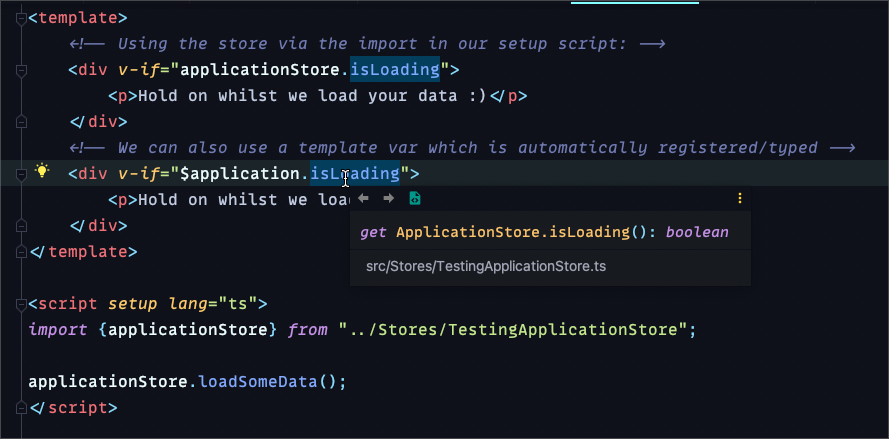 <template>
<!-- Using the store via the import in our setup script: -->
<div v-if="applicationStore.isLoading">
<p>Hold on whilst we load your data :)</p>
</div>
<!-- We can also use a template var which is automatically registered/typed -->
<div v-if="$application.isLoading">
<p>Hold on whilst we loa
get ApplicationStore.isLoading(): boolean
src/Stores/TestingApplicationStore.ts
</div>
</template>
<script setup lang="ts">
import {applicationStore} from "../Stores/TestingApplicationStore";
applicationStore.loadSomeData();
</script>